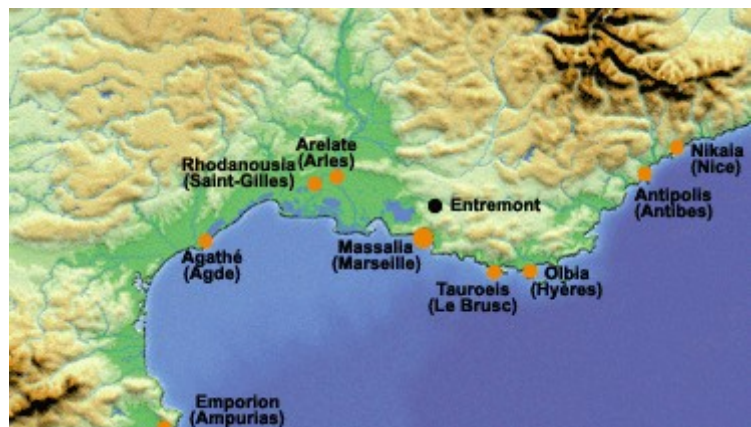 Arelate
(Arles)
Rhodanousia
(Saint-Gilles)
Nikaia
(Nice)
Antipolis
(Antibes)
Entremont
Massalia
(Marseille)
Agathé
(Agde)
Tauroeis
(Le Brusc)
Olbia
(Hyères)
Emporion
(Ampurias)